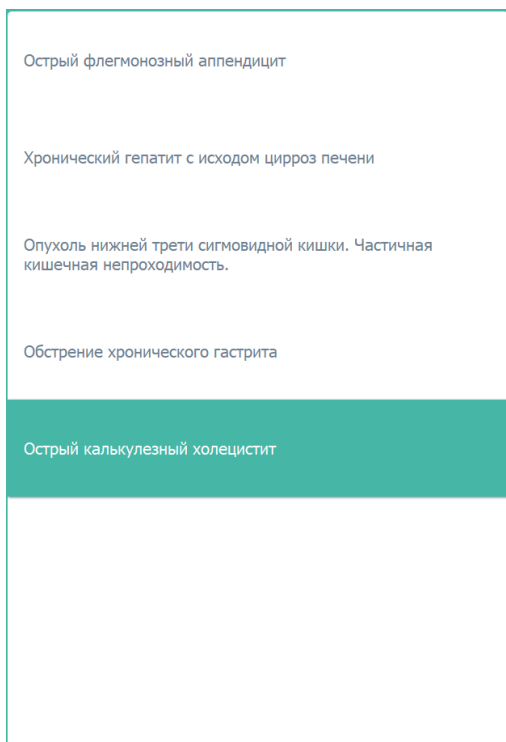 Острый флегмонозный аппендицит
Хронический гепатит с исходом цирроз печени
Опухоль нижней трети сигмовидной кишки. Частичная
кишечная непроходимость.
Обстрение хронического гастрита
Острый калькулезный холецистит